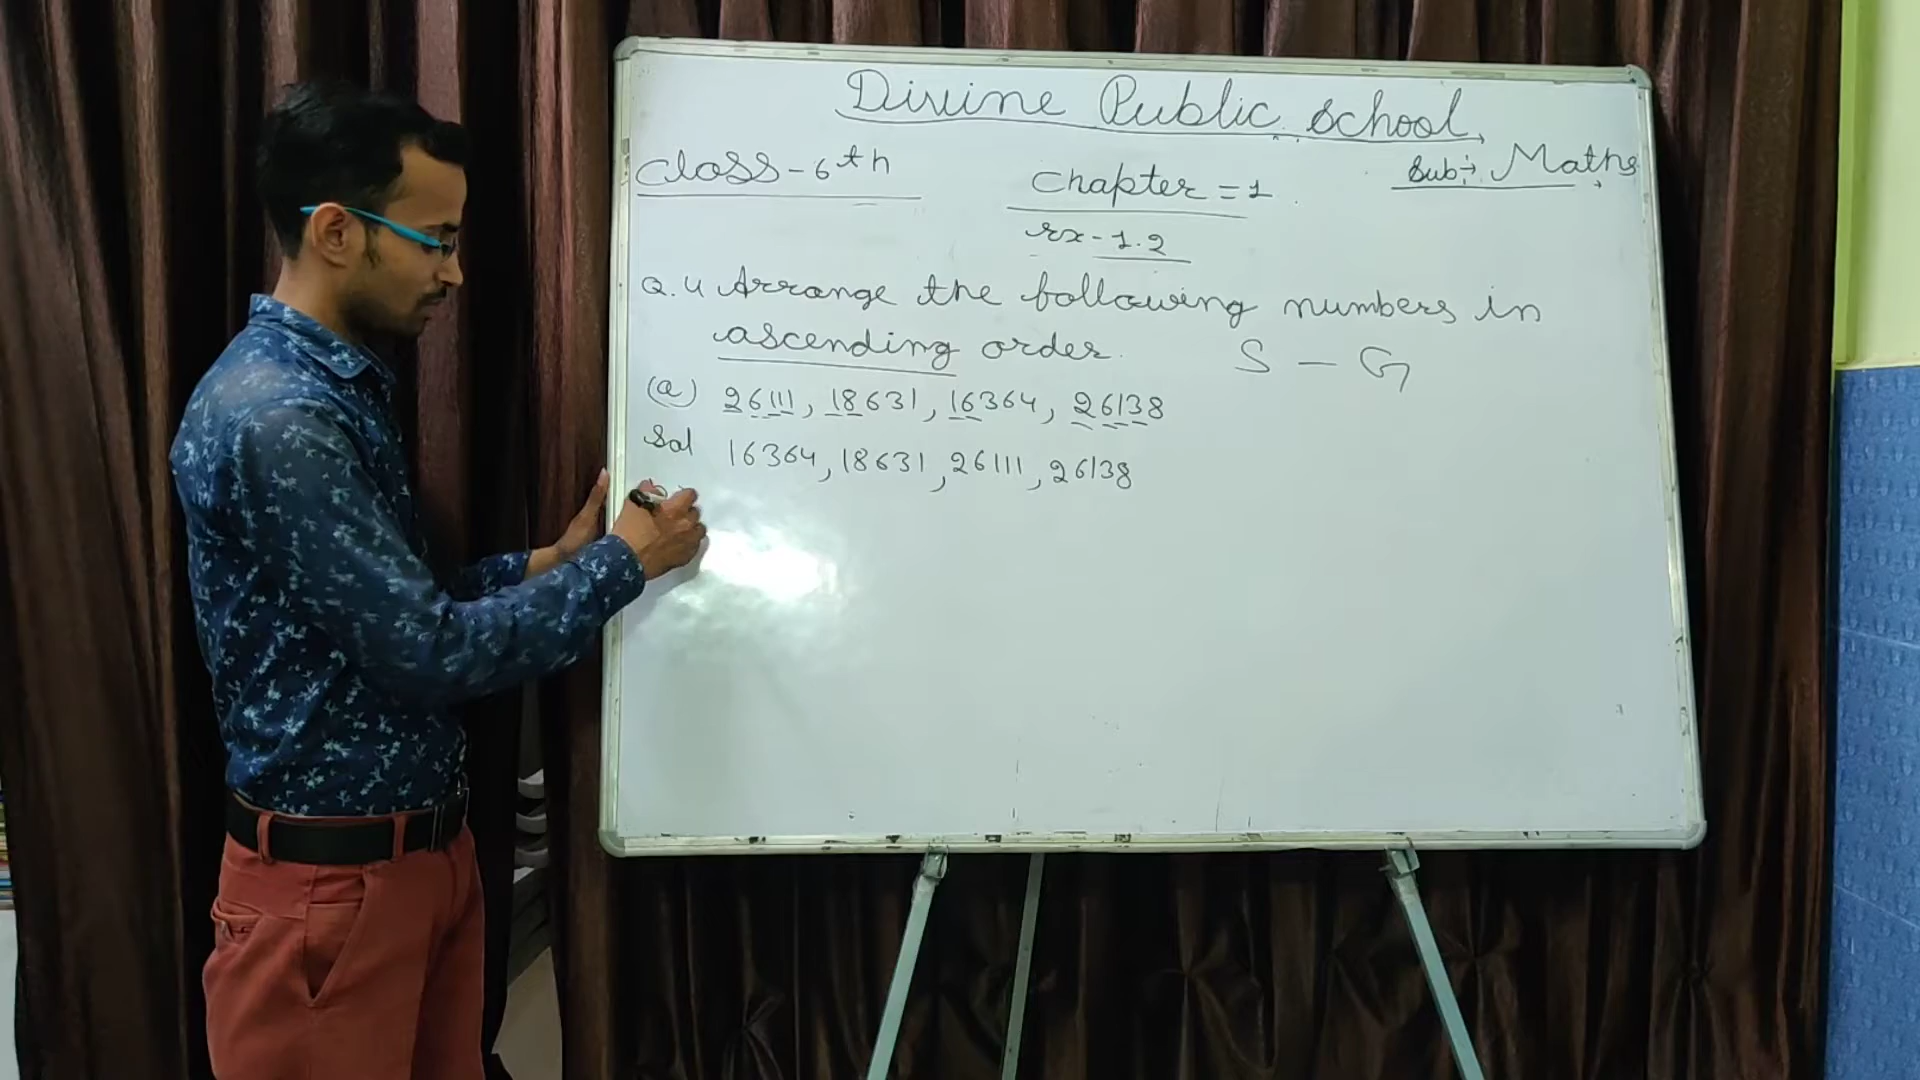 Divine Public School
Class-6th
Chapter=1
Sub:→ Maths
Ex-1.2
Q.4 Arrange the following numbers in
ascending order. S - G
(a) 26111, 18631, 16364, 26138
Sol 16364, 18631, 26111, 26138